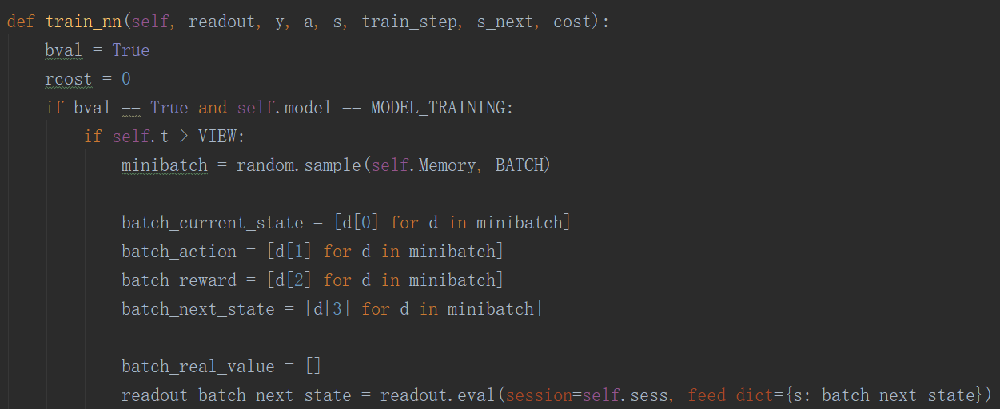 def train_nn(self, readout, y, a, s, train_step, s_next, cost):
    bval = True
    rcost = 0
    if bval == True and self.model == MODEL_TRAINING:
        if self.t > VIEW:
            minibatch = random.sample(self.Memory, BATCH)
            batch_current_state = [d[0] for d in minibatch]
            batch_action = [d[1] for d in minibatch]
            batch_reward = [d[2] for d in minibatch]
            batch_next_state = [d[3] for d in minibatch]
            batch_real_value = []
            readout_batch_next_state = readout.eval(session=self.sess, feed_dict={s: batch_next_state})